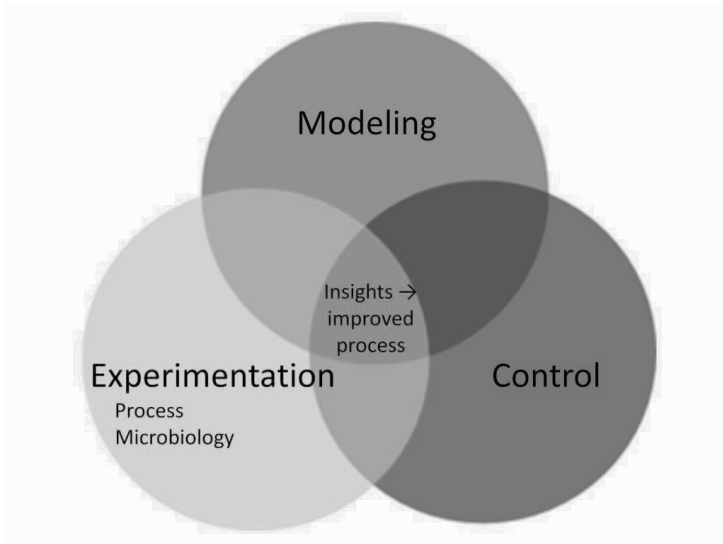 Modeling
Insights →
improved
process
Experimentation
Control
Process
Microbiology